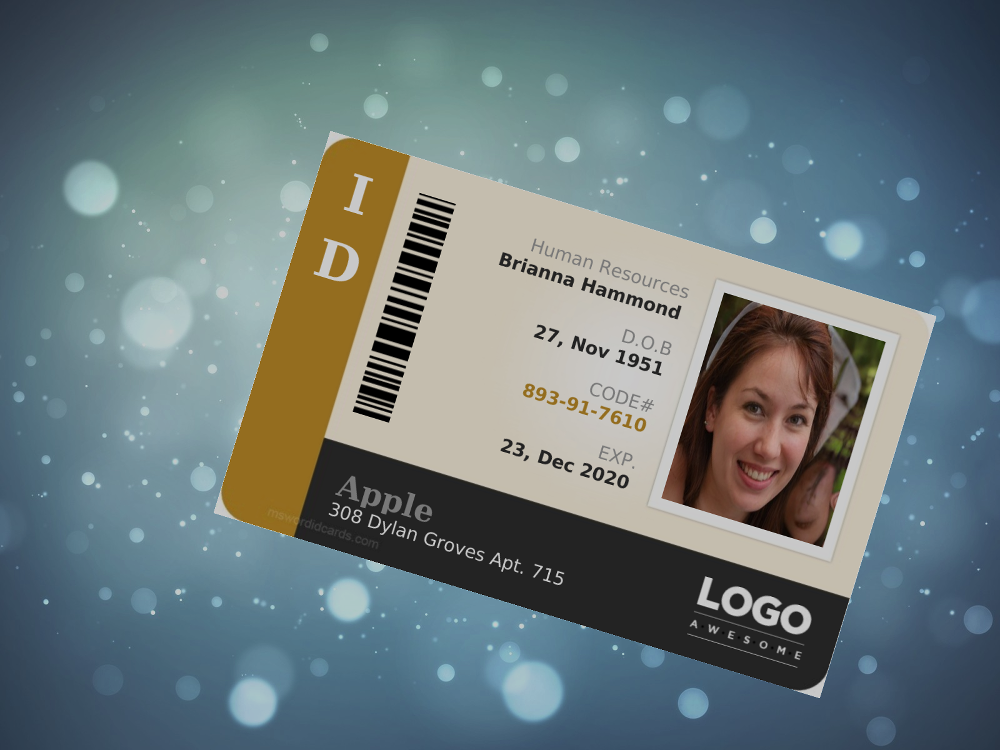 I
D
Human Resources
Brianna Hammond
D.O.B
27, Nov 1951
CODE#
893-91-7610
EXP.
23, Dec 2020
Apple
308 Dylan Groves Apt. 715
mswordidcards.com
LOGO
A·W·E·S·O·M·E